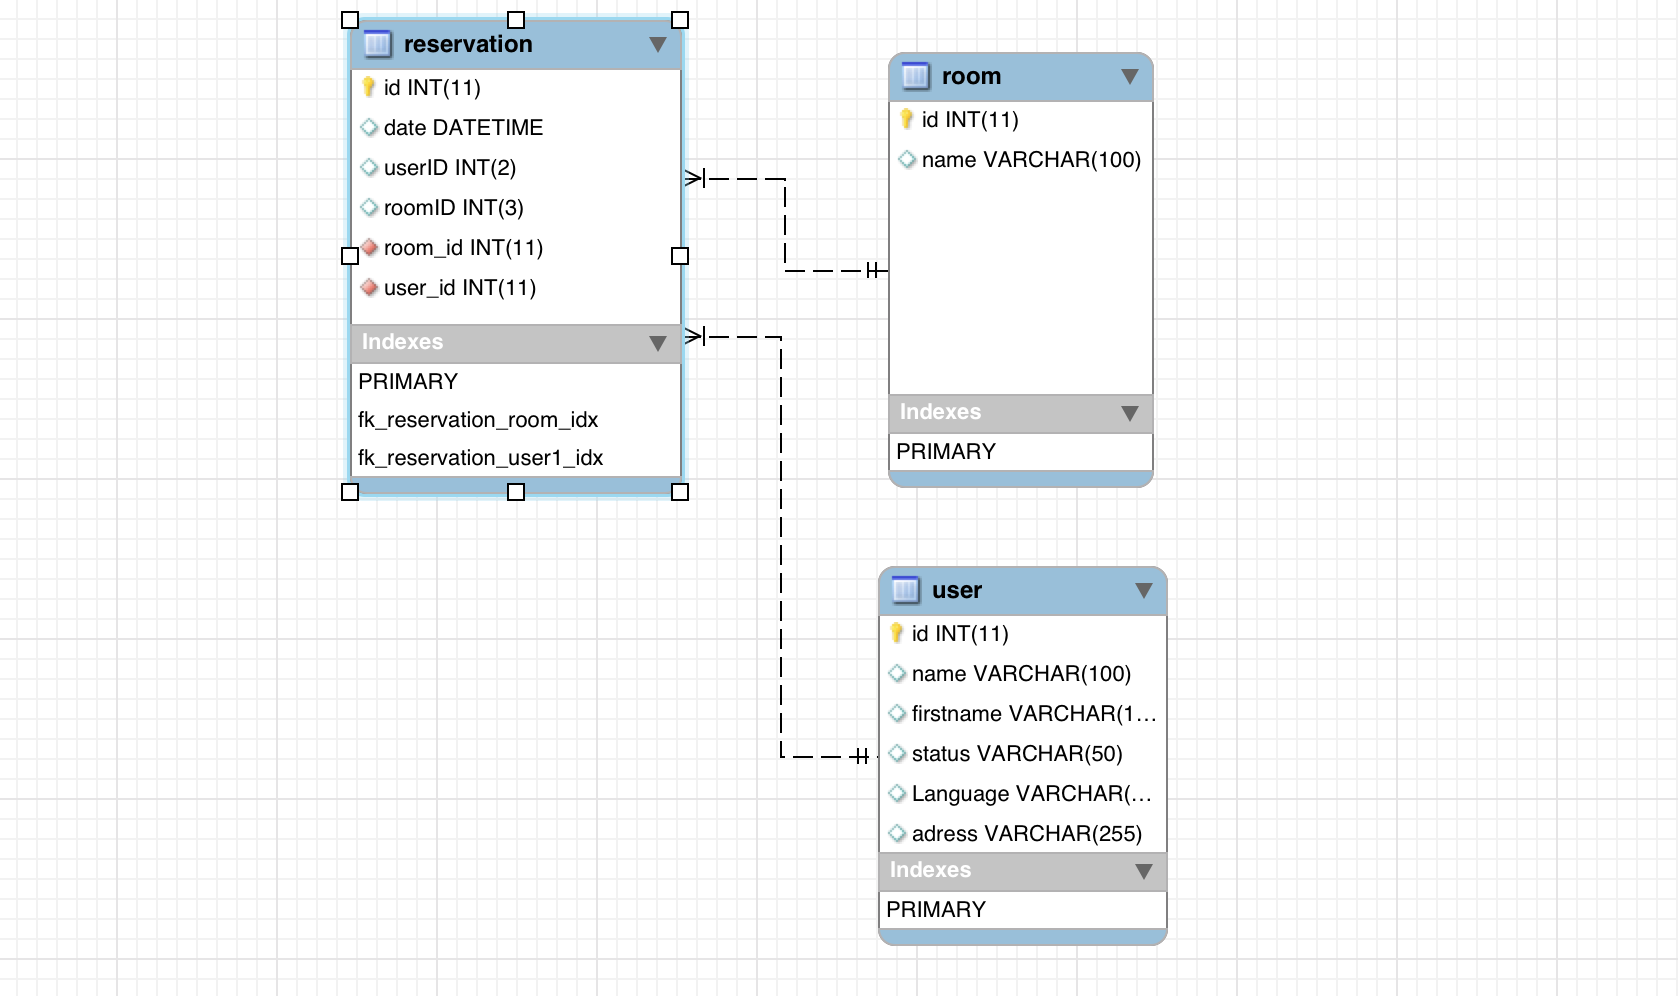 reservation
id INT(11)
date DATETIME
userID INT(2)
roomID INT(3)
room_id INT(11)
user_id INT(11)
Indexes
PRIMARY
fk_reservation_room_idx
fk_reservation_user1_idx
room
id INT(11)
name VARCHAR(100)
Indexes
PRIMARY
user
id INT(11)
name VARCHAR(100)
firstname VARCHAR(1...
status VARCHAR(50)
Language VARCHAR(...
adress VARCHAR(255)
Indexes
PRIMARY